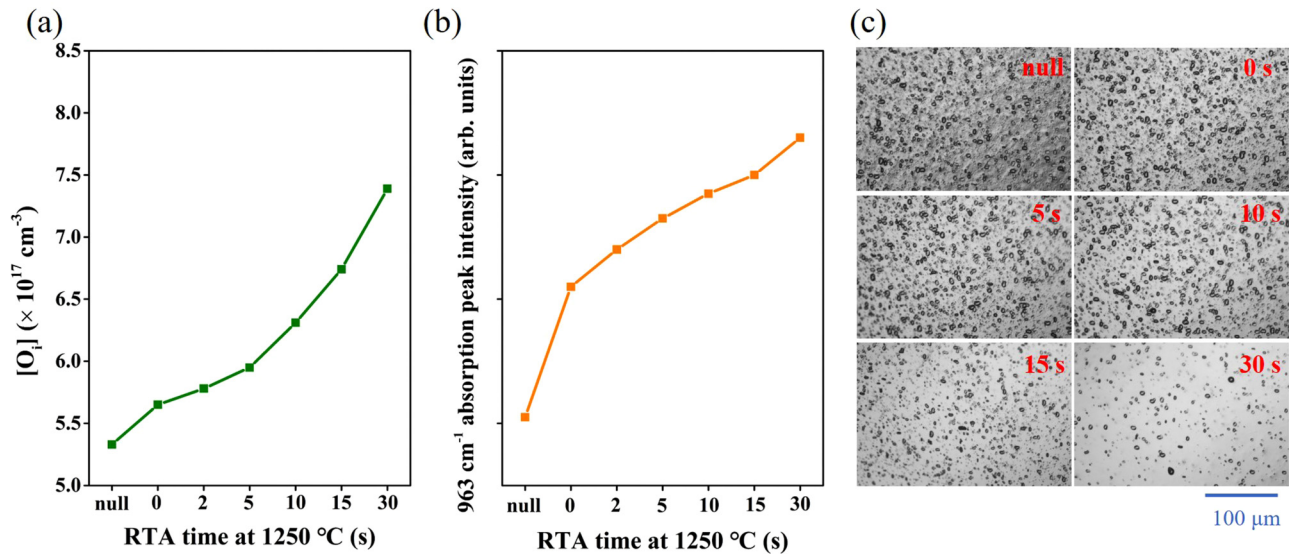 (a)
[Oᵢ] (× 10¹⁷ cm⁻³)
8.5
8.0
7.5
7.0
6.5
6.0
5.5
5.0
null 0 2 5 10 15 30
RTA time at 1250 °C (s)
(b)
963 cm⁻¹ absorption peak intensity (arb. units)
null 0 2 5 10 15 30
RTA time at 1250 °C (s)
(c)
null
0 s
5 s
10 s
15 s
30 s
100 μm